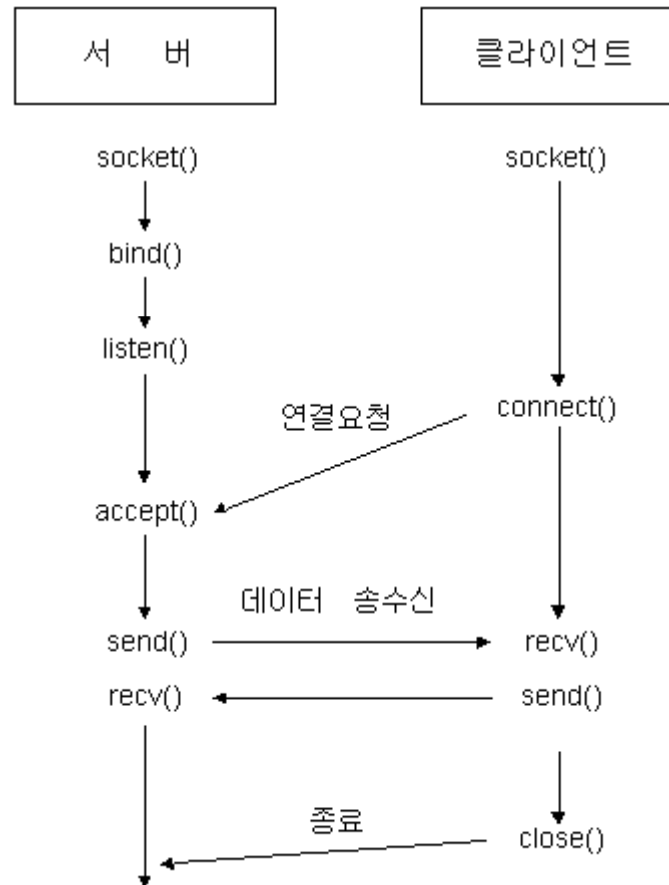 서 버 클라이언트
socket() socket()
bind()
listen()
연결요청 connect()
accept()
데이터 송수신
send() recv()
recv() send()
종료 close()